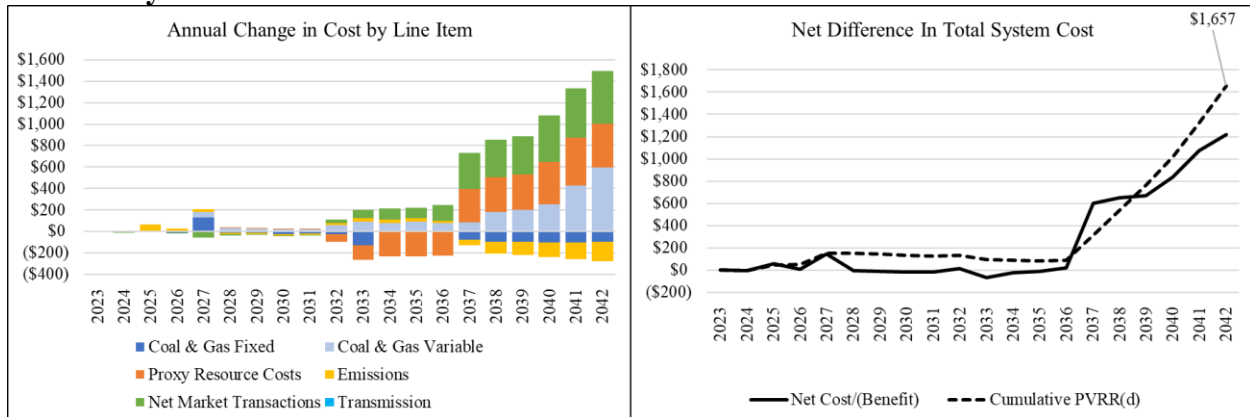 Annual Change in Cost by Line Item
$1,600
$1,400
$1,200
$1,000
$800
$600
$400
$200
$0
($200)
($400)
2023 2024 2025 2026 2027 2028 2029 2030 2031 2032 2033 2034 2035 2036 2037 2038 2039 2040 2041 2042
Coal & Gas Fixed Coal & Gas Variable
Proxy Resource Costs Emissions
Net Market Transactions Transmission
Net Difference In Total System Cost
$1,657
$1,800
$1,600
$1,400
$1,200
$1,000
$800
$600
$400
$200
$0
($200)
2023 2024 2025 2026 2027 2028 2029 2030 2031 2032 2033 2034 2035 2036 2037 2038 2039 2040 2041 2042
Net Cost/(Benefit) Cumulative PVRR(d)